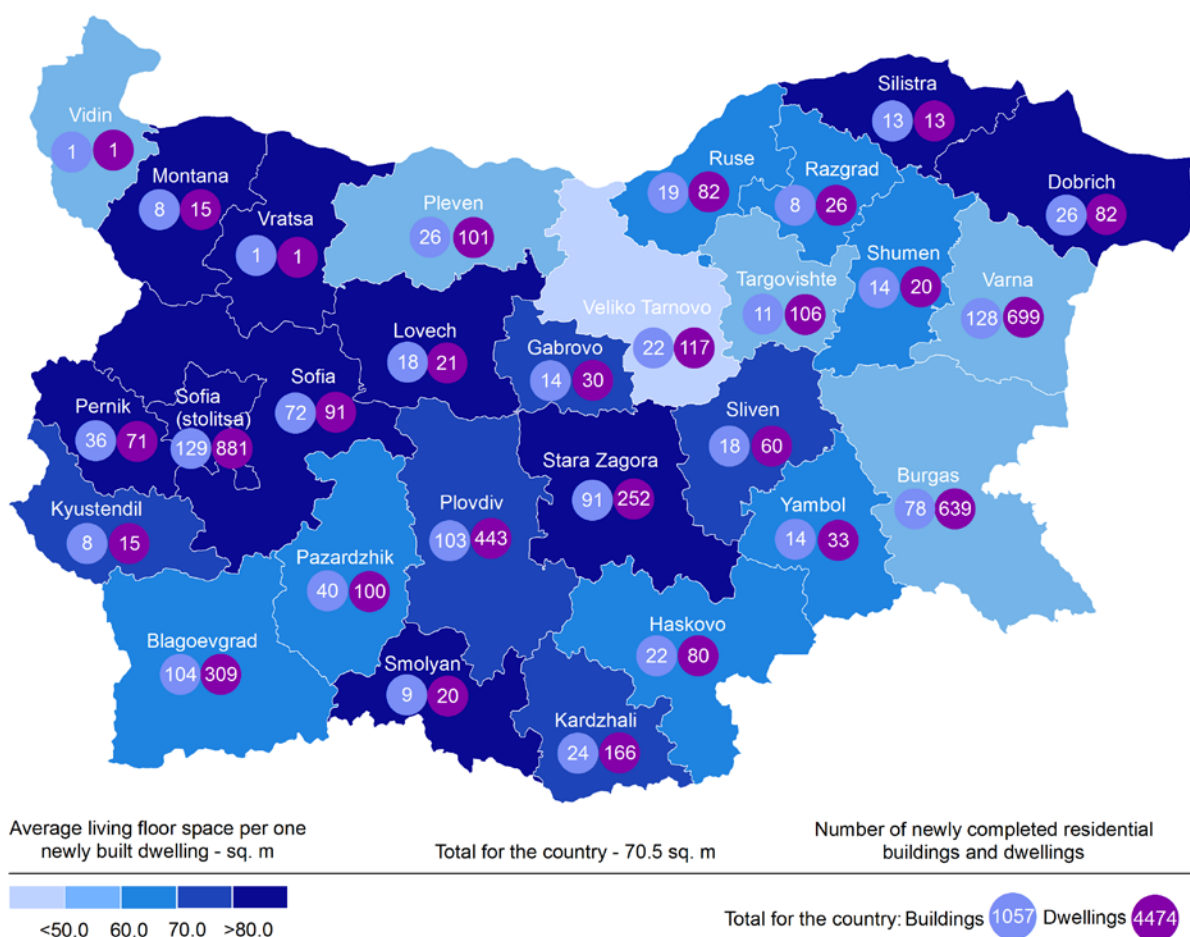 Silistra
13 13
Vidin
1 1
Montana
8 15
Ruse
19 82
Razgrad
8 26
Dobrich
26 82
Vratsa
1 1
Pleven
26 101
Shumen
14 20
Targovishte
11 106
Varna
128 699
Veliko Tarnovo
22 117
Lovech
18 21
Gabrovo
14 30
Sofia
72 91
Sofia
(stolitsa)
129 881
Pernik
36 71
Sliven
18 60
Stara Zagora
91 252
Burgas
78 639
Kyustendil
8 15
Plovdiv
103 443
Yambol
14 33
Pazardzhik
40 100
Haskovo
22 80
Blagoevgrad
104 309
Smolyan
9 20
Kardzhali
24 166
Average living floor space per one
newly built dwelling - sq. m
Total for the country - 70.5 sq. m
Number of newly completed residential
buildings and dwellings
<50.0 60.0 70.0 >80.0
Total for the country: Buildings 1057 Dwellings 4474